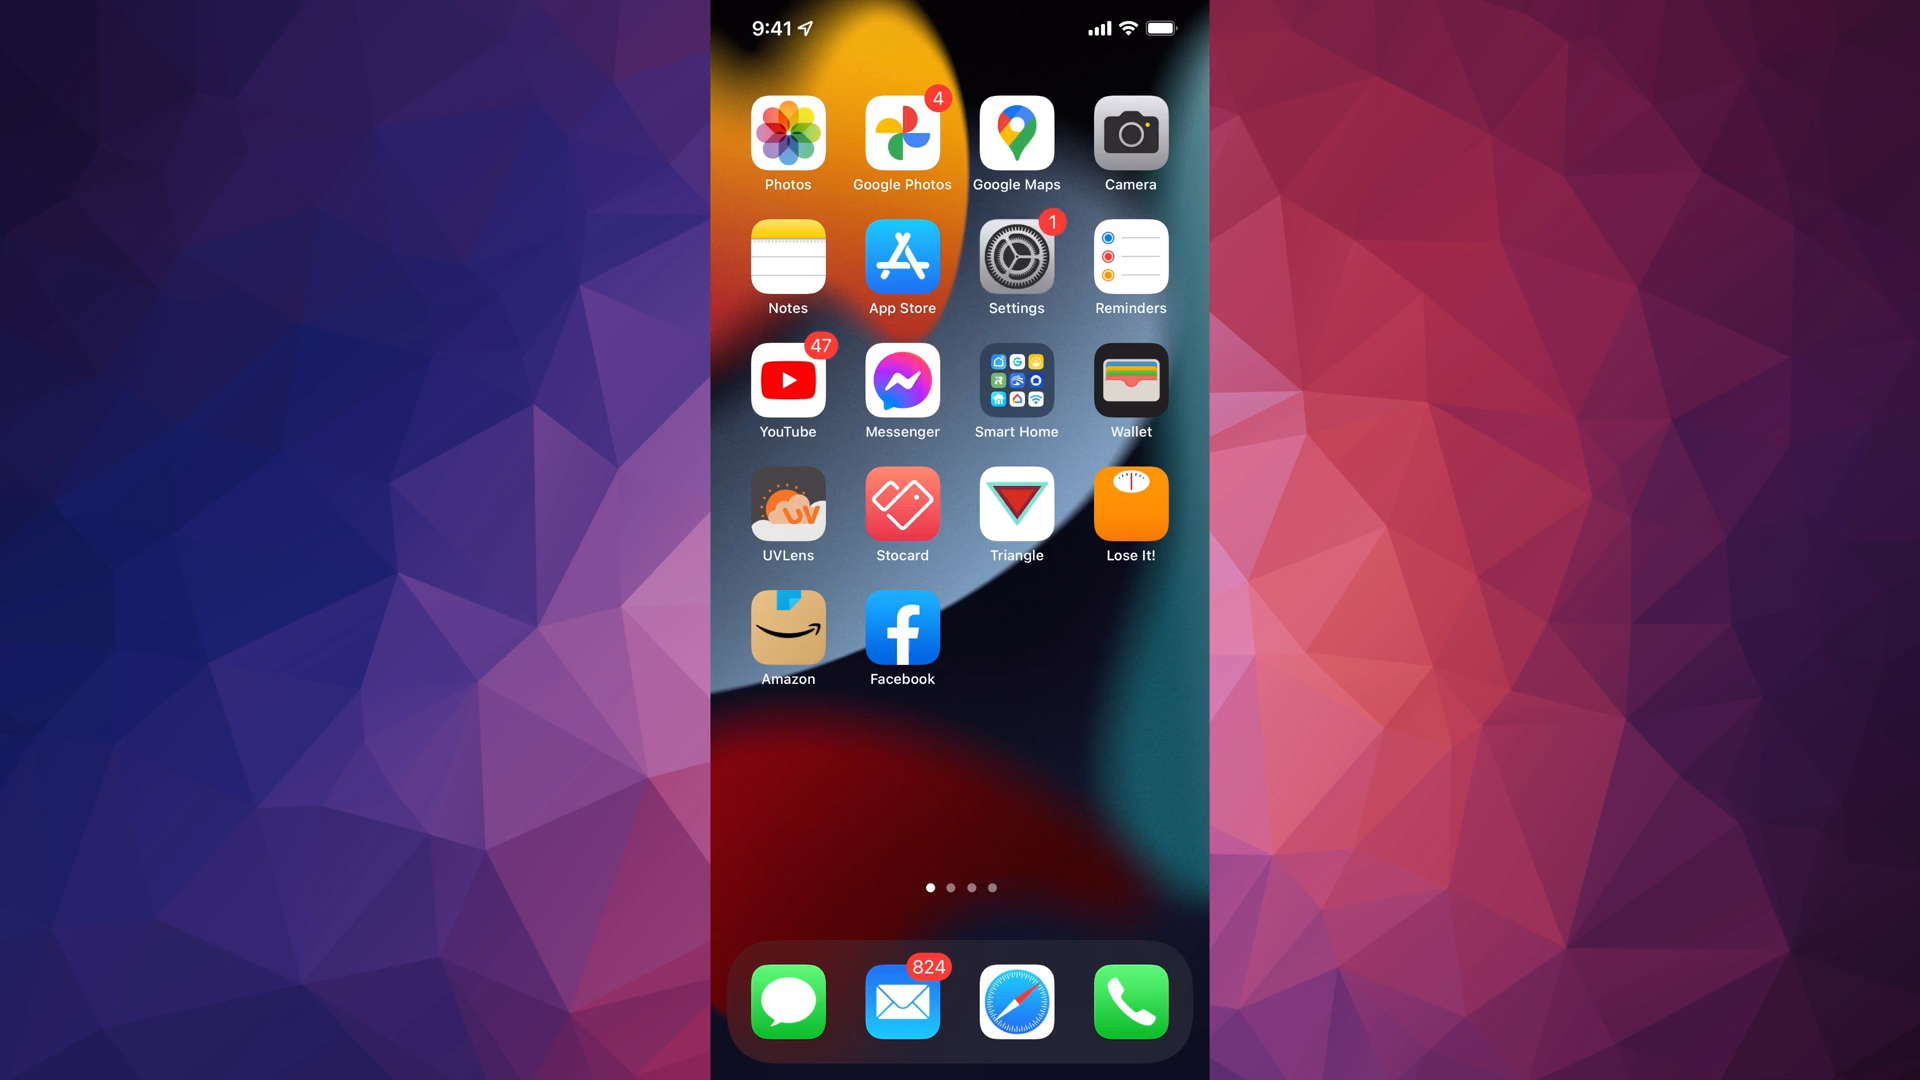 9:41
4
Photos Google Photos Google Maps Camera
1
Notes App Store Settings Reminders
47
YouTube Messenger Smart Home Wallet
UV
UVLens Stocard Triangle Lose It!
Amazon Facebook
824